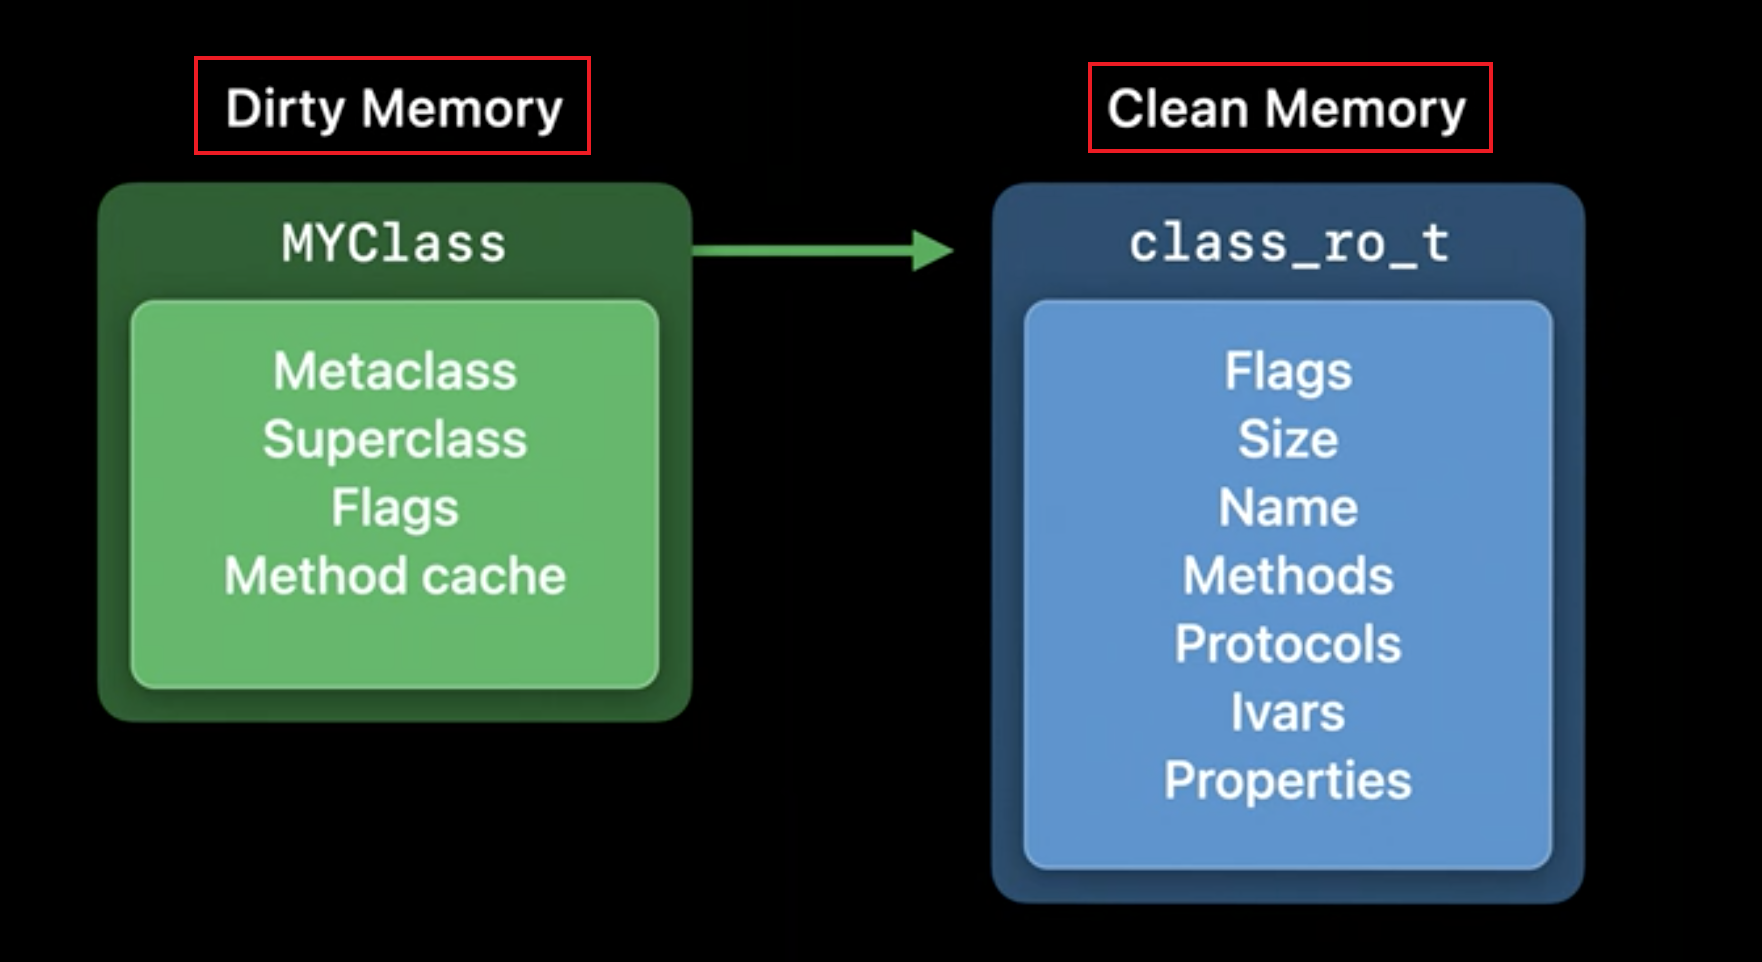 Dirty Memory
MYClass
Metaclass
Superclass
Flags
Method cache
Clean Memory
class_ro_t
Flags
Size
Name
Methods
Protocols
Ivars
Properties